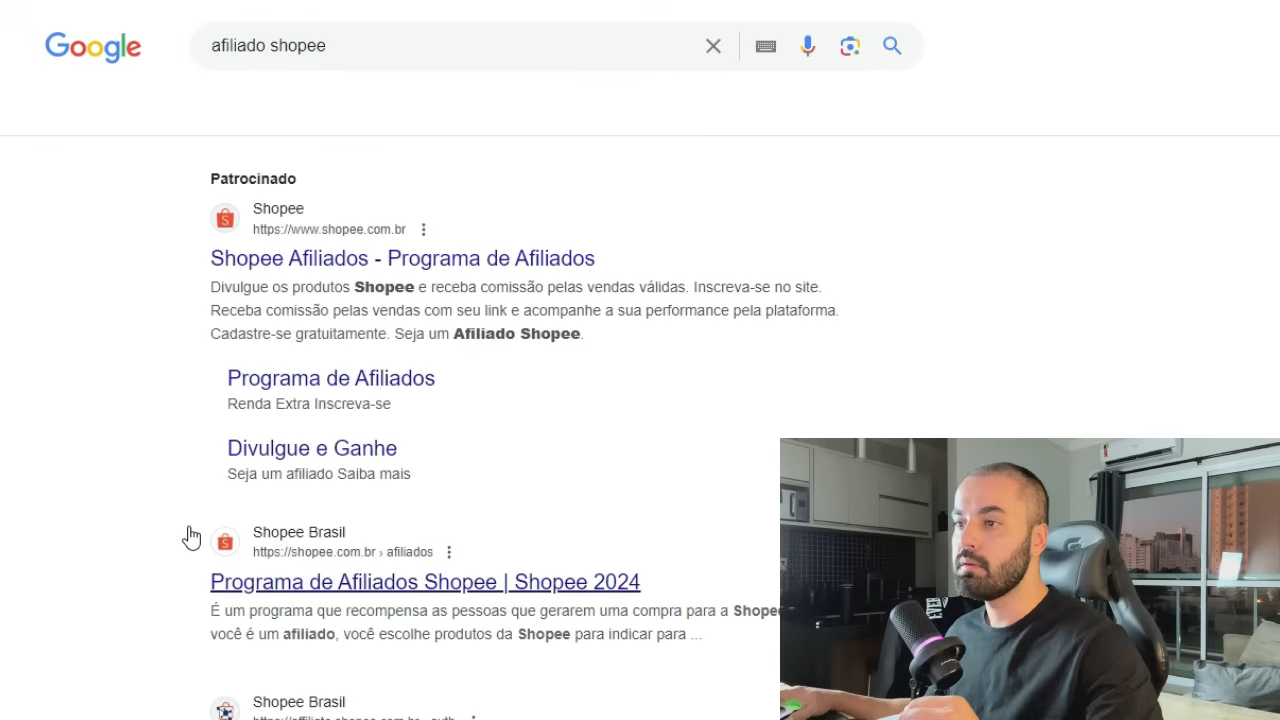 Google
afiliado shopee
Patrocinado
Shopee
https://www.shopee.com.br
Shopee Afiliados - Programa de Afiliados
Divulgue os produtos Shopee e receba comissão pelas vendas válidas. Inscreva-se no site.
Receba comissão pelas vendas com seu link e acompanhe a sua performance pela plataforma.
Cadastre-se gratuitamente. Seja um Afiliado Shopee.
Programa de Afiliados
Renda Extra Inscreva-se
Divulgue e Ganhe
Seja um afiliado Saiba mais
Shopee Brasil
https://shopee.com.br › afiliados
Programa de Afiliados Shopee | Shopee 2024
É um programa que recompensa as pessoas que gerarem uma compra para a Shopee
você é um afiliado, você escolhe produtos da Shopee para indicar para ...
Shopee Brasil